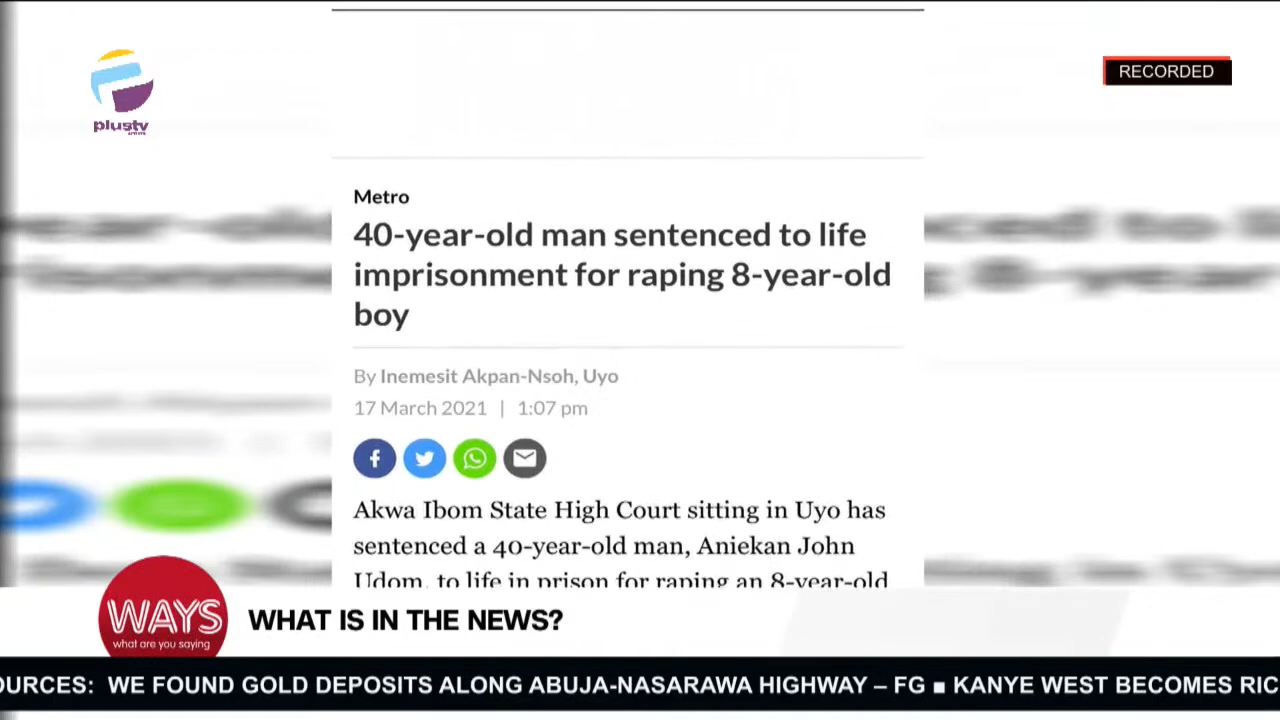 plustv
RECORDED
Metro
40-year-old man sentenced to life
imprisonment for raping 8-year-old
boy
By Inemesit Akpan-Nsoh, Uyo
17 March 2021 | 1:07 pm
Akwa Ibom State High Court sitting in Uyo has
sentenced a 40-year-old man, Aniekan John
Udom, to life in prison for raping an 8-year-old
WAYS
what are you saying
WHAT IS IN THE NEWS?
OURCES: WE FOUND GOLD DEPOSITS ALONG ABUJA-NASARAWA HIGHWAY – FG ■ KANYE WEST BECOMES RIC